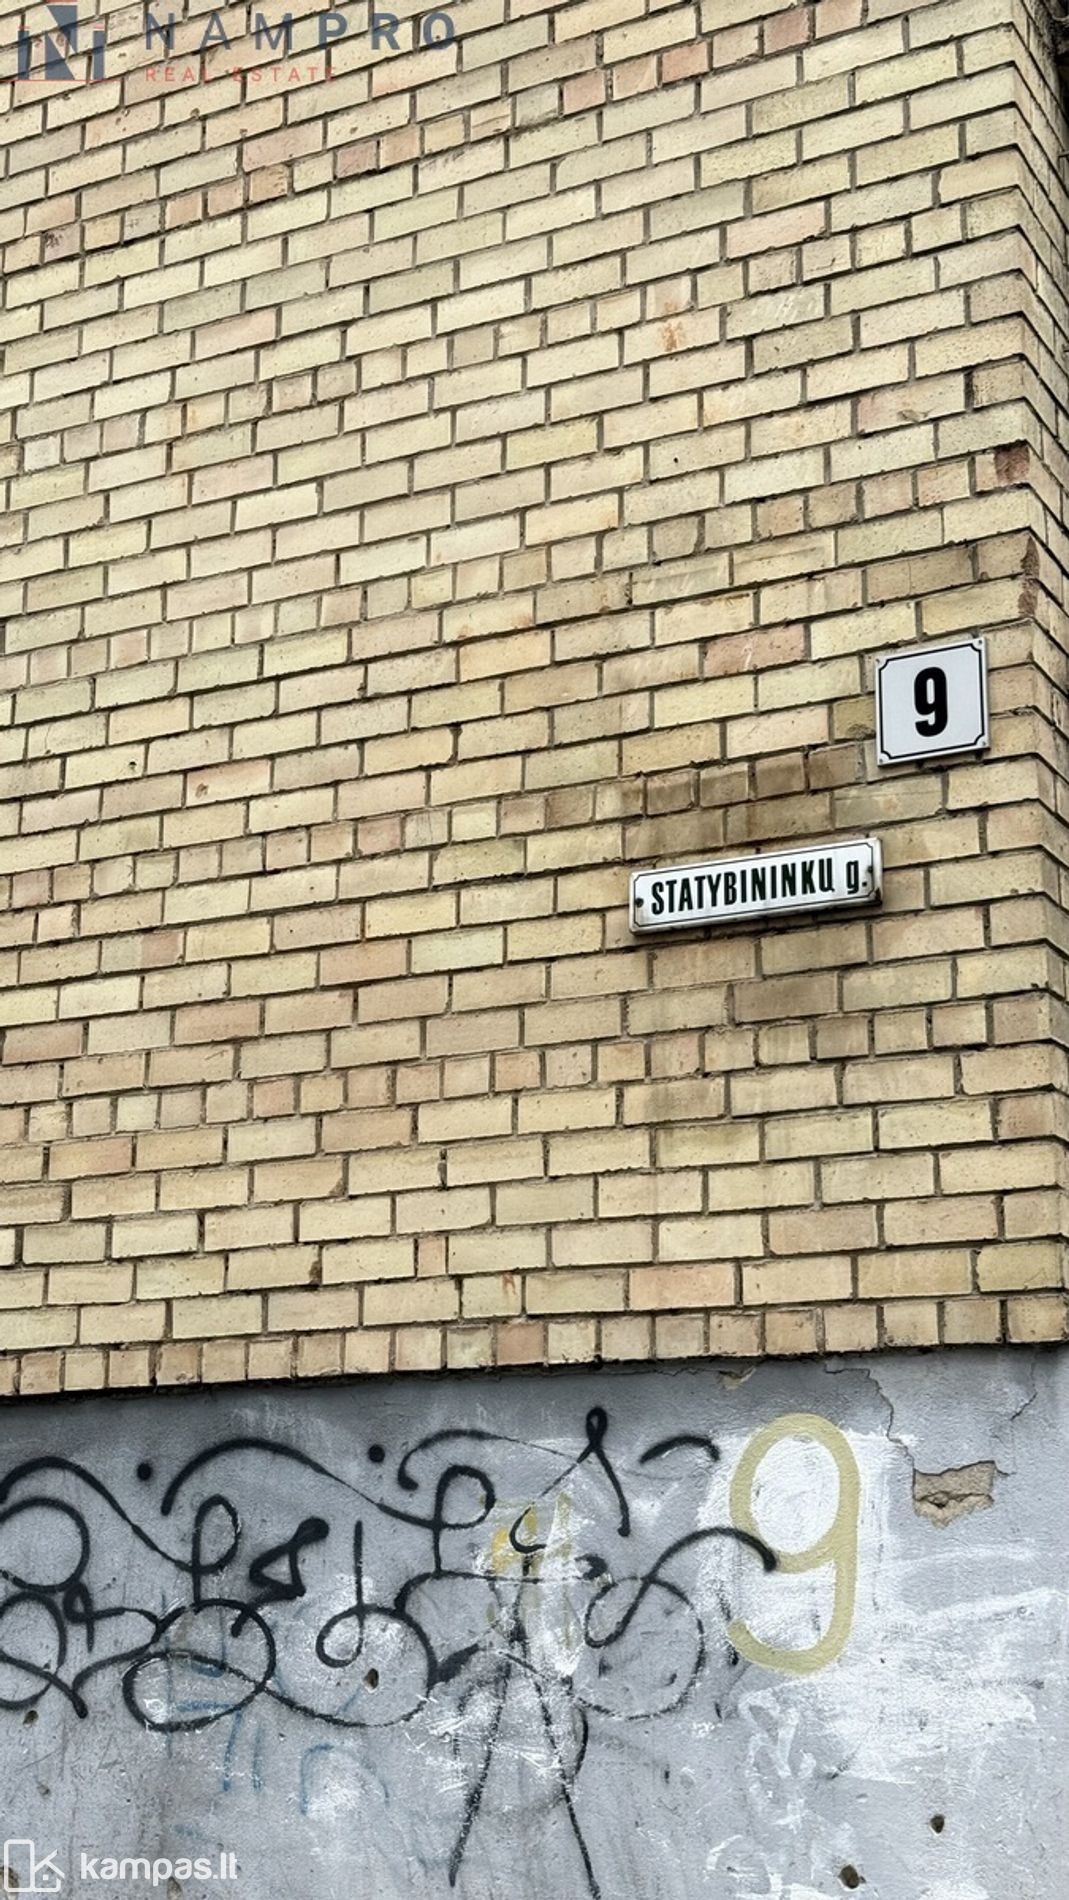 NAMPRO
REAL ESTATE
9
STATYBININKŲ g.
9
kampas.lt